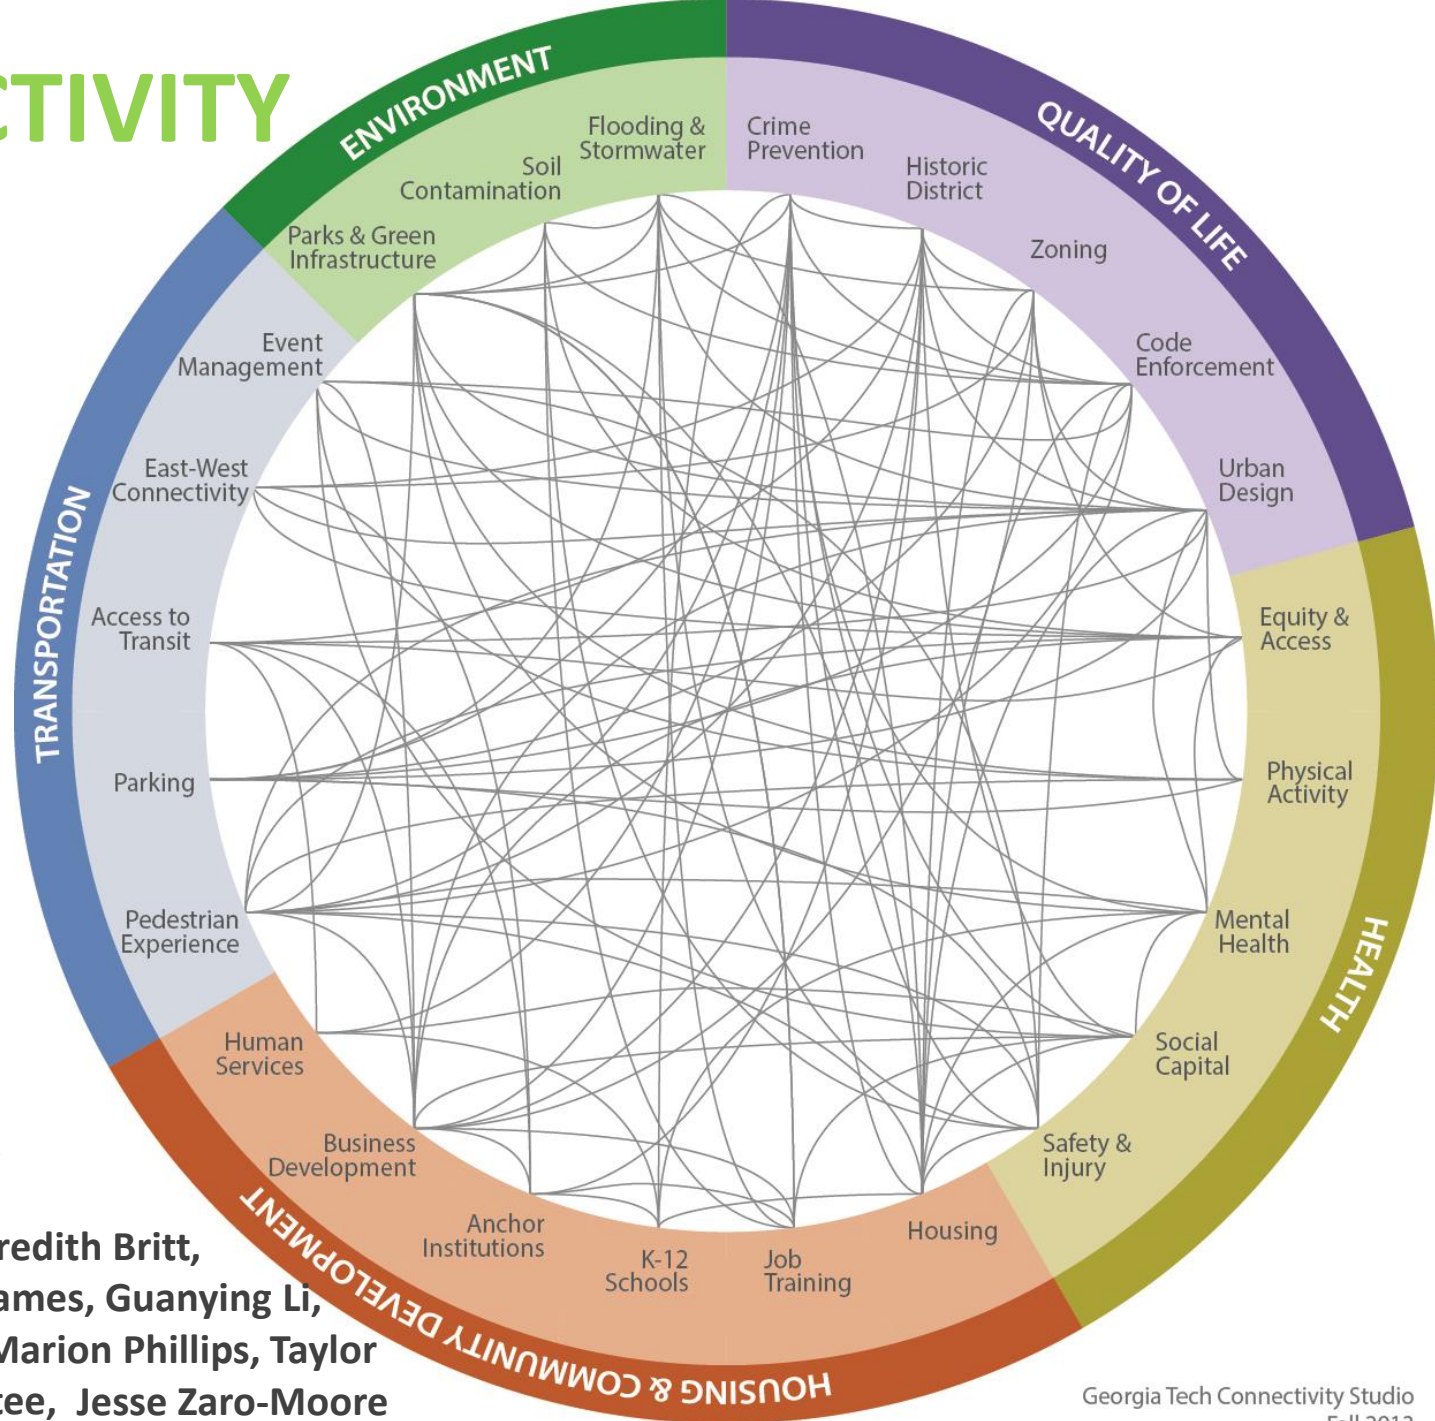 CTIVITY
ENVIRONMENT
QUALITY OF LIFE
HEALTH
HOUSING & COMMUNITY DEVELOPMENT
TRANSPORTATION
Flooding &
Stormwater
Soil
Contamination
Parks & Green
Infrastructure
Crime
Prevention
Historic
District
Zoning
Code
Enforcement
Urban
Design
Equity &
Access
Physical
Activity
Mental
Health
Social
Capital
Safety &
Injury
Housing
Job
Training
K-12
Schools
Anchor
Institutions
Business
Development
Human
Services
Pedestrian
Experience
Parking
Access to
Transit
East-West
Connectivity
Event
Management
redith Britt,
ames, Guanying Li,
Marion Phillips, Taylor
tee, Jesse Zaro-Moore
Georgia Tech Connectivity Studio